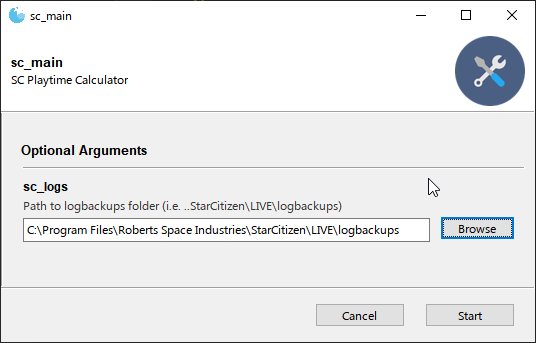 sc_main
sc_main
SC Playtime Calculator
Optional Arguments
sc_logs
Path to logbackups folder (i.e. ..StarCitizen\LIVE\logbackups)
C:\Program Files\Roberts Space Industries\StarCitizen\LIVE\logbackups
Browse
Cancel
Start